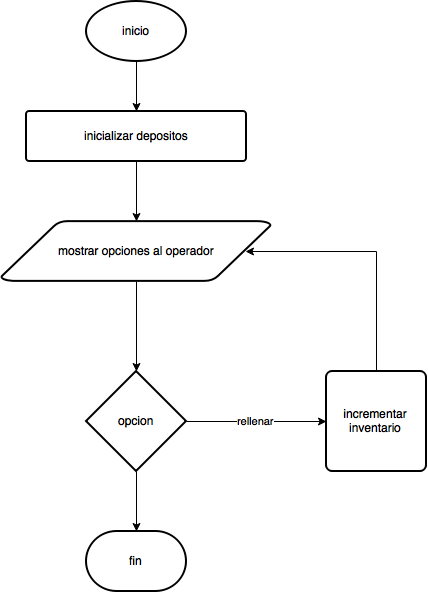 inicio
inicializar depositos
mostrar opciones al operador
opcion
rellenar
incrementar
inventario
fin